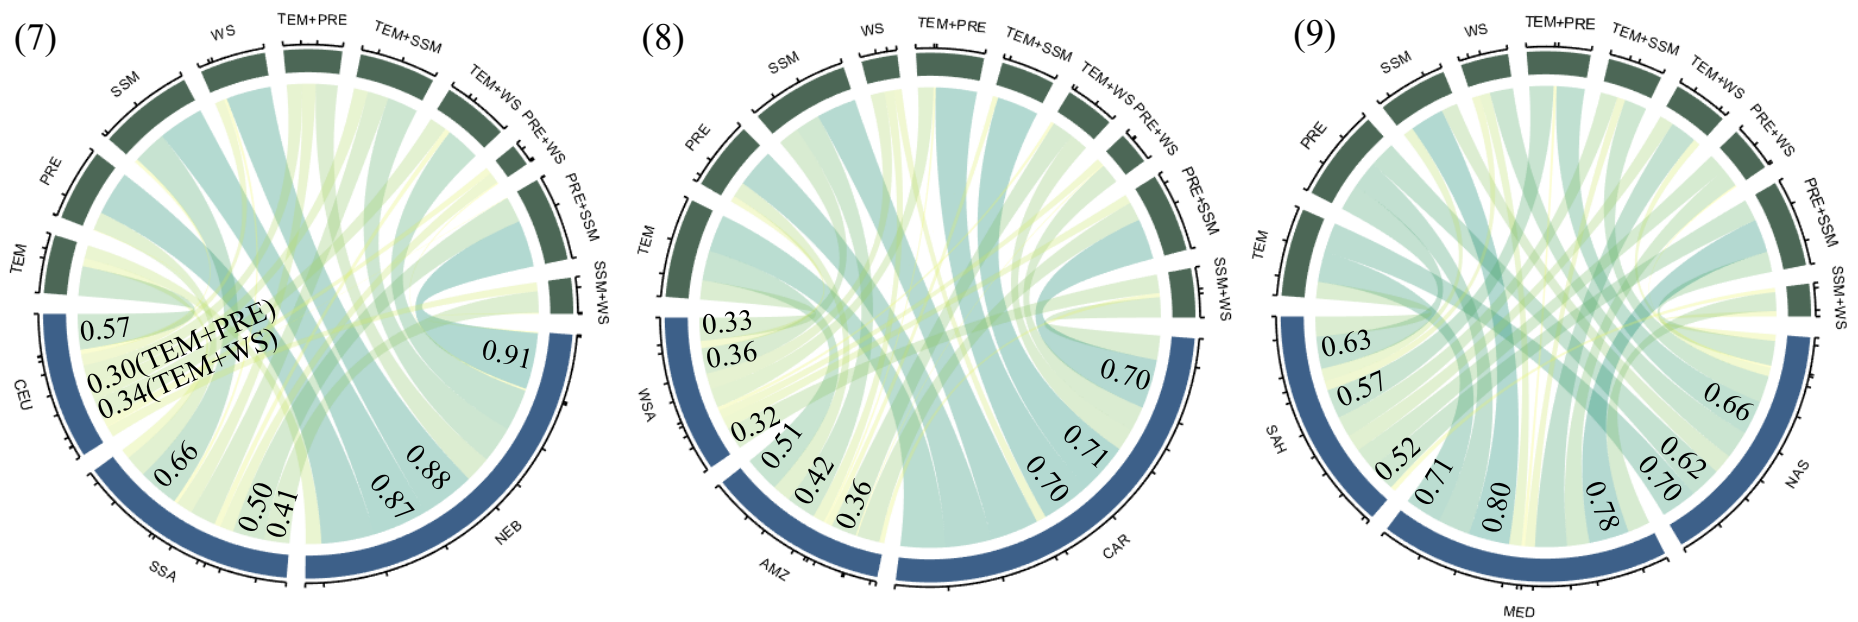 (7)
TEM
PRE
SSM
WS
TEM+PRE
TEM+SSM
TEM+WS
PRE+WS
PRE+SSM
SSM+WS
0.57
0.30(TEM+PRE)
0.34(TEM+WS)
0.66
0.50
0.41
0.87
0.88
0.91
CEU
SSA
NEB
(8)
TEM
PRE
SSM
WS
TEM+PRE
TEM+SSM
TEM+WS
PRE+WS
PRE+SSM
SSM+WS
0.33
0.36
0.32
0.51
0.42
0.36
0.70
0.71
0.70
WSA
AMZ
CAR
(9)
TEM
PRE
SSM
WS
TEM+PRE
TEM+SSM
TEM+WS
PRE+WS
PRE+SSM
SSM+WS
0.63
0.57
0.52
0.71
0.80
0.78
0.70
0.62
0.66
SAH
MED
NAS